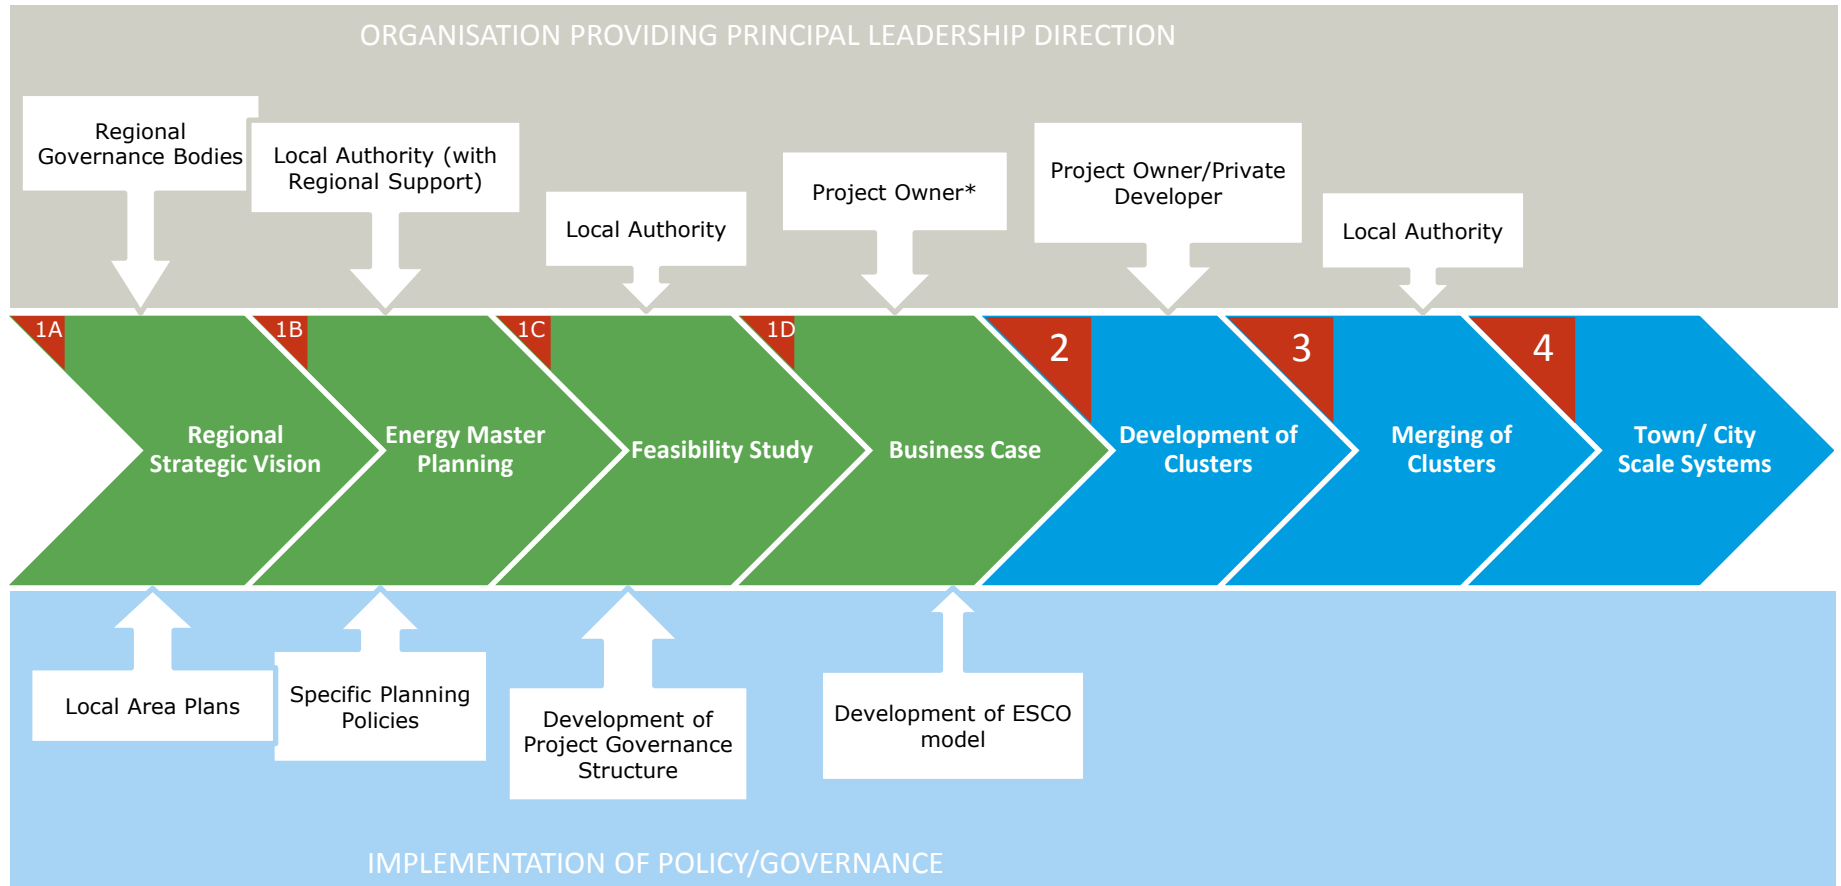 ORGANISATION PROVIDING PRINCIPAL LEADERSHIP DIRECTION
Regional
Governance Bodies
Local Authority (with
Regional Support)
Local Authority
Project Owner*
Project Owner/Private
Developer
Local Authority
1A
Regional
Strategic Vision
1B
Energy Master
Planning
1C
Feasibility Study
1D
Business Case
2
Development of
Clusters
3
Merging of
Clusters
4
Town/ City
Scale Systems
Local Area Plans
Specific Planning
Policies
Development of
Project Governance
Structure
Development of ESCO
model
IMPLEMENTATION OF POLICY/GOVERNANCE